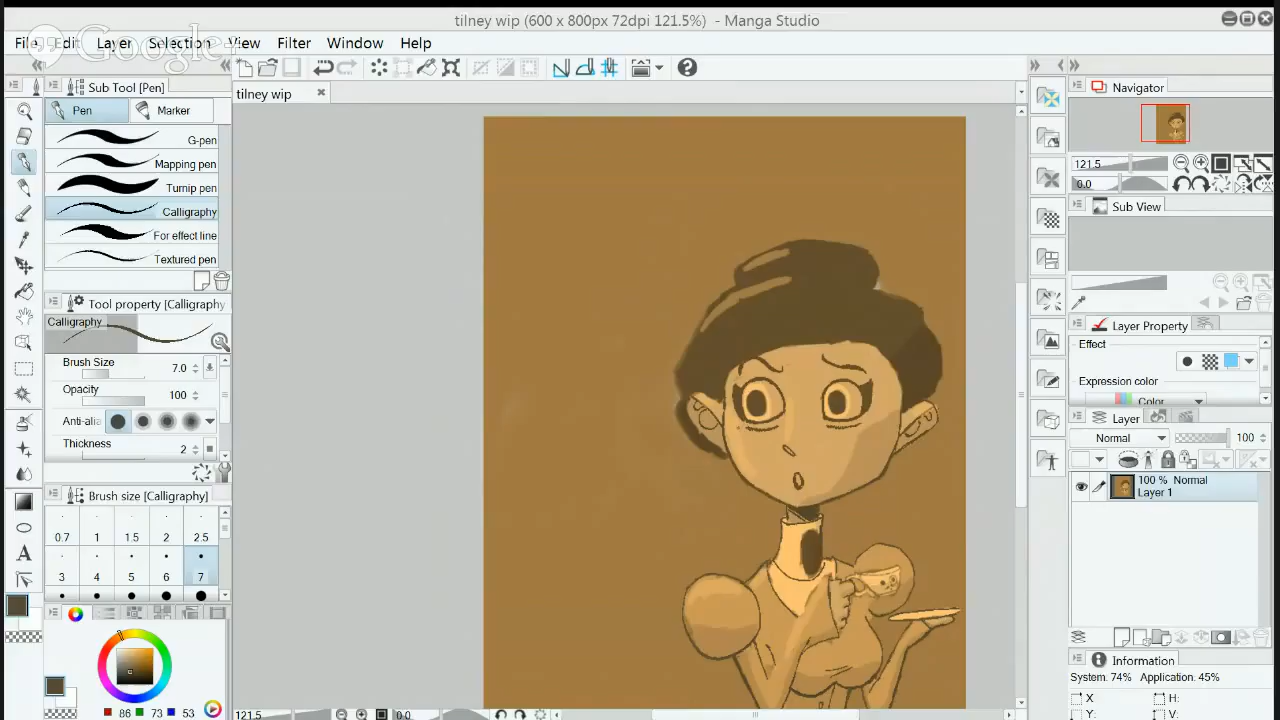 tilney wip (600 x 800px 72dpi 121.5%) - Manga Studio
File Edit Layer Selection View Filter Window Help
Google+
Sub Tool [Pen]
Pen Marker
G-pen
Mapping pen
Turnip pen
Calligraphy
For effect line
Textured pen
Tool property [Calligraphy]
Calligraphy
Brush Size 7.0
Opacity 100
Anti-alia
Thickness 2
Brush size [Calligraphy]
0.7 1 1.5 2 2.5
3 4 5 6 7
86 73 53
tilney wip
121.5 0.0
Navigator
121.5
0.0
Sub View
Layer Property
Effect
Expression color
Color
Layer
Normal 100
100 % Normal
Layer 1
Information
System: 74% Application: 45%
X H:
Y: V: